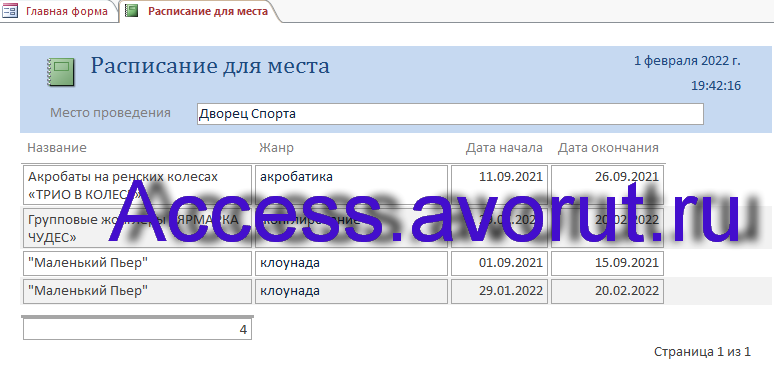 Главная форма
Расписание для места
Расписание для места
1 февраля 2022 г.
19:42:16
Место проведения
Дворец Спорта
Название Жанр Дата начала Дата окончания
Акробаты на ренских колесах акробатика 11.09.2021 26.09.2021
«ТРИО В КОЛЕСЕ»
Групповые 20.02.2022
ЯРМАРКА
ЧУДЕС»
Access.avorut.ru
"Маленький Пьер" клоунада 01.09.2021 15.09.2021
"Маленький Пьер" клоунада 29.01.2022 20.02.2022
4
Страница 1 из 1